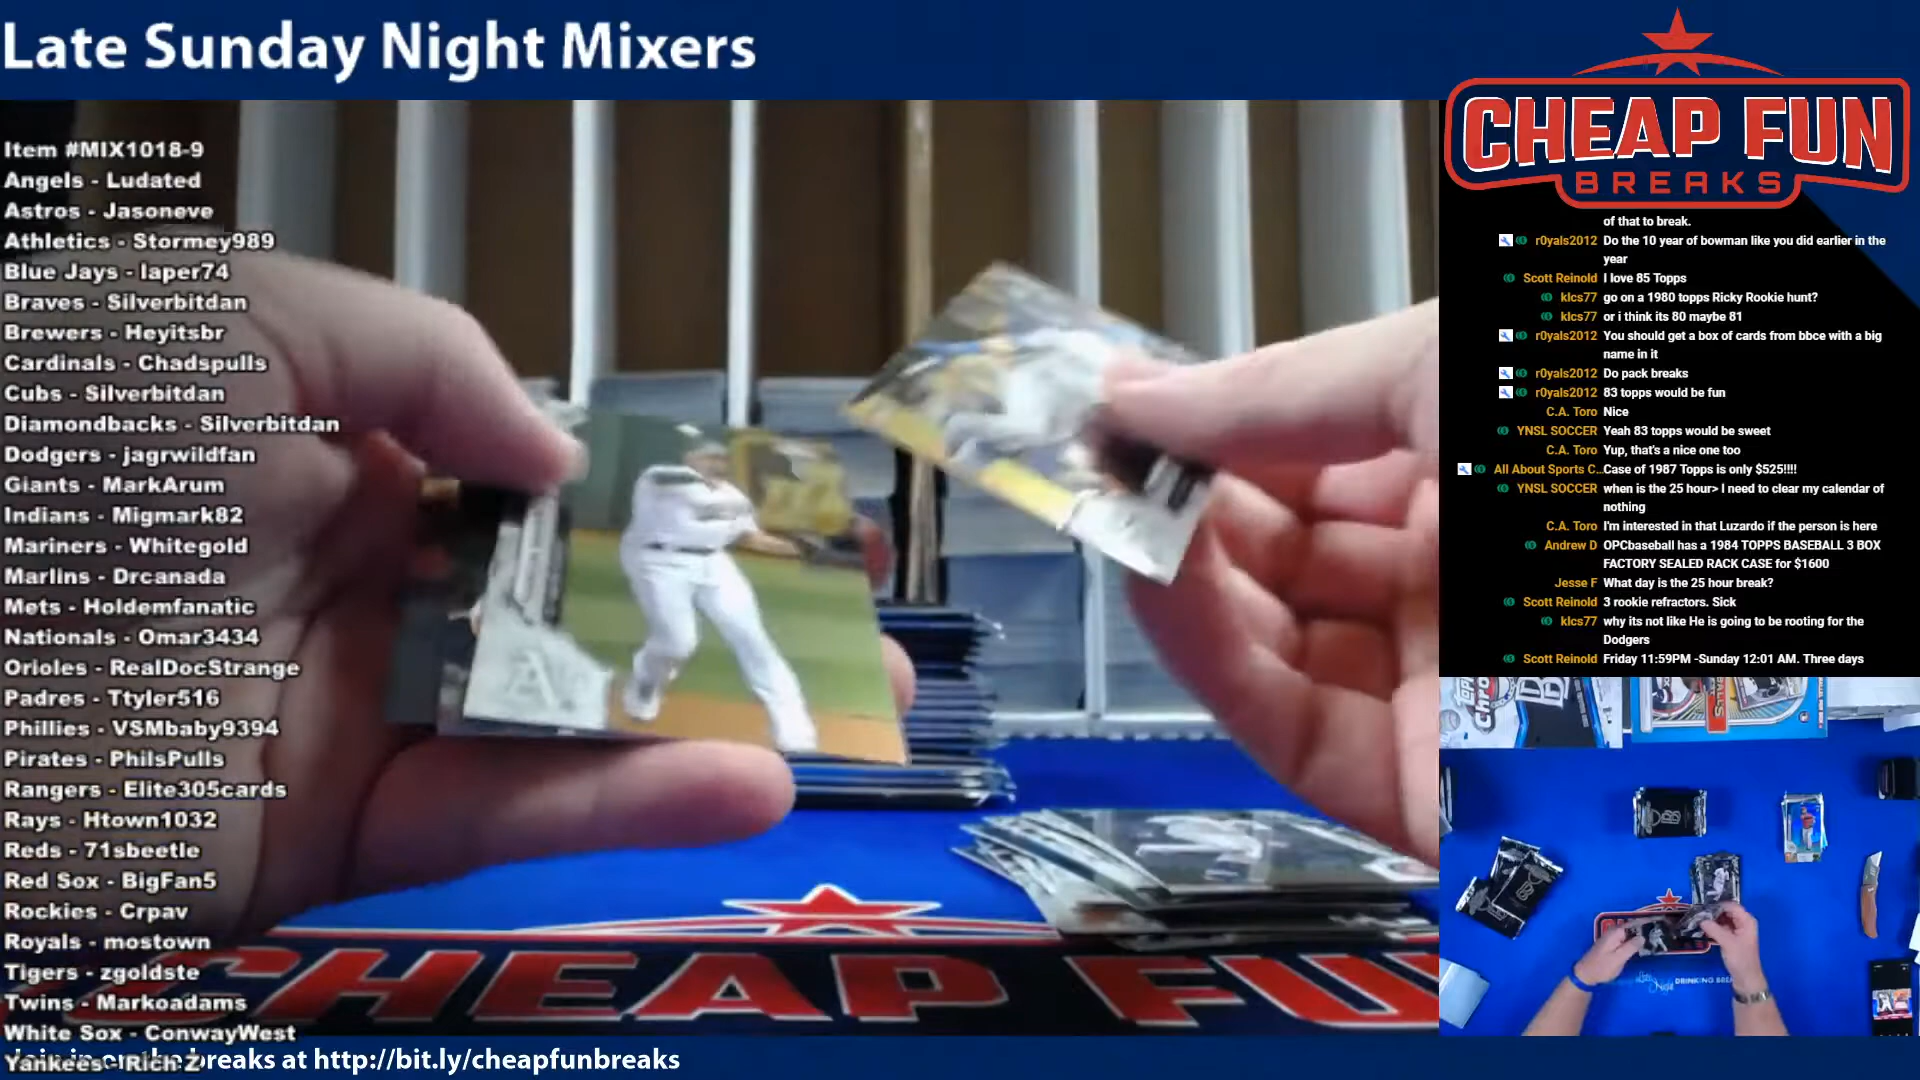 Late Sunday Night Mixers
Item #MIX1018-9
Angels - Ludated
Astros - Jasoneve
Athletics - Stormey989
Blue Jays - laper74
Braves - Silverbitdan
Brewers - Heyitsbr
Cardinals - Chadspulls
Cubs - Silverbitdan
Diamondbacks - Silverbitdan
Dodgers - jagrwildfan
Giants - MarkArum
Indians - Migmark82
Mariners - Whitegold
Marlins - Drcanada
Mets - Holdemfanatic
Nationals - Omar3434
Orioles - RealDocStrange
Padres - Ttyler516
Phillies - VSMbaby9394
Pirates - PhilsPulls
Rangers - Elite305cards
Rays - Htown1032
Reds - 71sbeetle
Red Sox - BigFan5
Rockies - Crpav
Royals - mostown
Tigers - zgoldste
Twins - Markoadams
White Sox - ConwayWest
Yankees - Rich Z
breaks at http://bit.ly/cheapfunbreaks
CHEAP FU
CHEAP FUN
BREAKS
of that to break.
r0yals2012 Do the 10 year of bowman like you did earlier in the
year
Scott Reinold I love 85 Topps
klcs77 go on a 1980 topps Ricky Rookie hunt?
klcs77 or i think its 80 maybe 81
r0yals2012 You should get a box of cards from bbce with a big
name in it
r0yals2012 Do pack breaks
r0yals2012 83 topps would be fun
C.A. Toro Nice
YNSL SOCCER Yeah 83 topps would be sweet
C.A. Toro Yup, that's a nice one too
All About Sports C... Case of 1987 Topps is only $525!!!!
YNSL SOCCER when is the 25 hour> I need to clear my calendar of
nothing
C.A. Toro I'm interested in that Luzardo if the person is here
Andrew D OPCbaseball has a 1984 TOPPS BASEBALL 3 BOX
FACTORY SEALED RACK CASE for $1600
Jesse F What day is the 25 hour break?
Scott Reinold 3 rookie refractors. Sick
klcs77 why its not like He is going to be rooting for the
Dodgers
Scott Reinold Friday 11:59PM -Sunday 12:01 AM. Three days